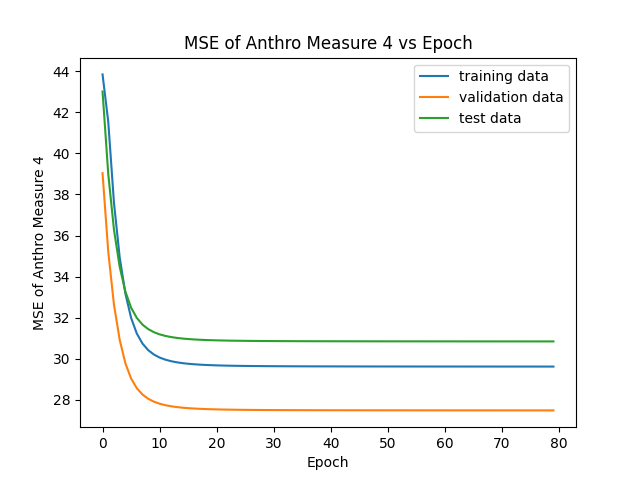 MSE of Anthro Measure 4 vs Epoch
training data
validation data
test data
MSE of Anthro Measure 4
44
42
40
38
36
34
32
30
28
0 10 20 30 40 50 60 70 80
Epoch